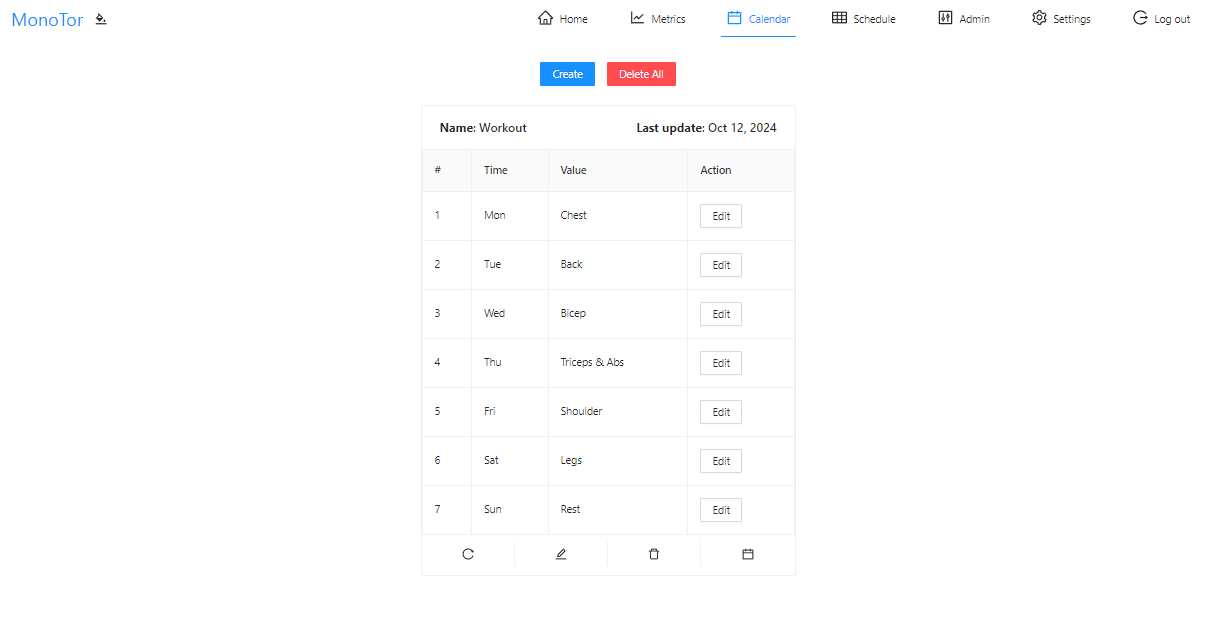 MonoTor Home Metrics Calendar Schedule Admin Settings Log out
Create Delete All
Name: Workout Last update: Oct 12, 2024
# Time Value Action
1 Mon Chest Edit
2 Tue Back Edit
3 Wed Bicep Edit
4 Thu Triceps & Abs Edit
5 Fri Shoulder Edit
6 Sat Legs Edit
7 Sun Rest Edit